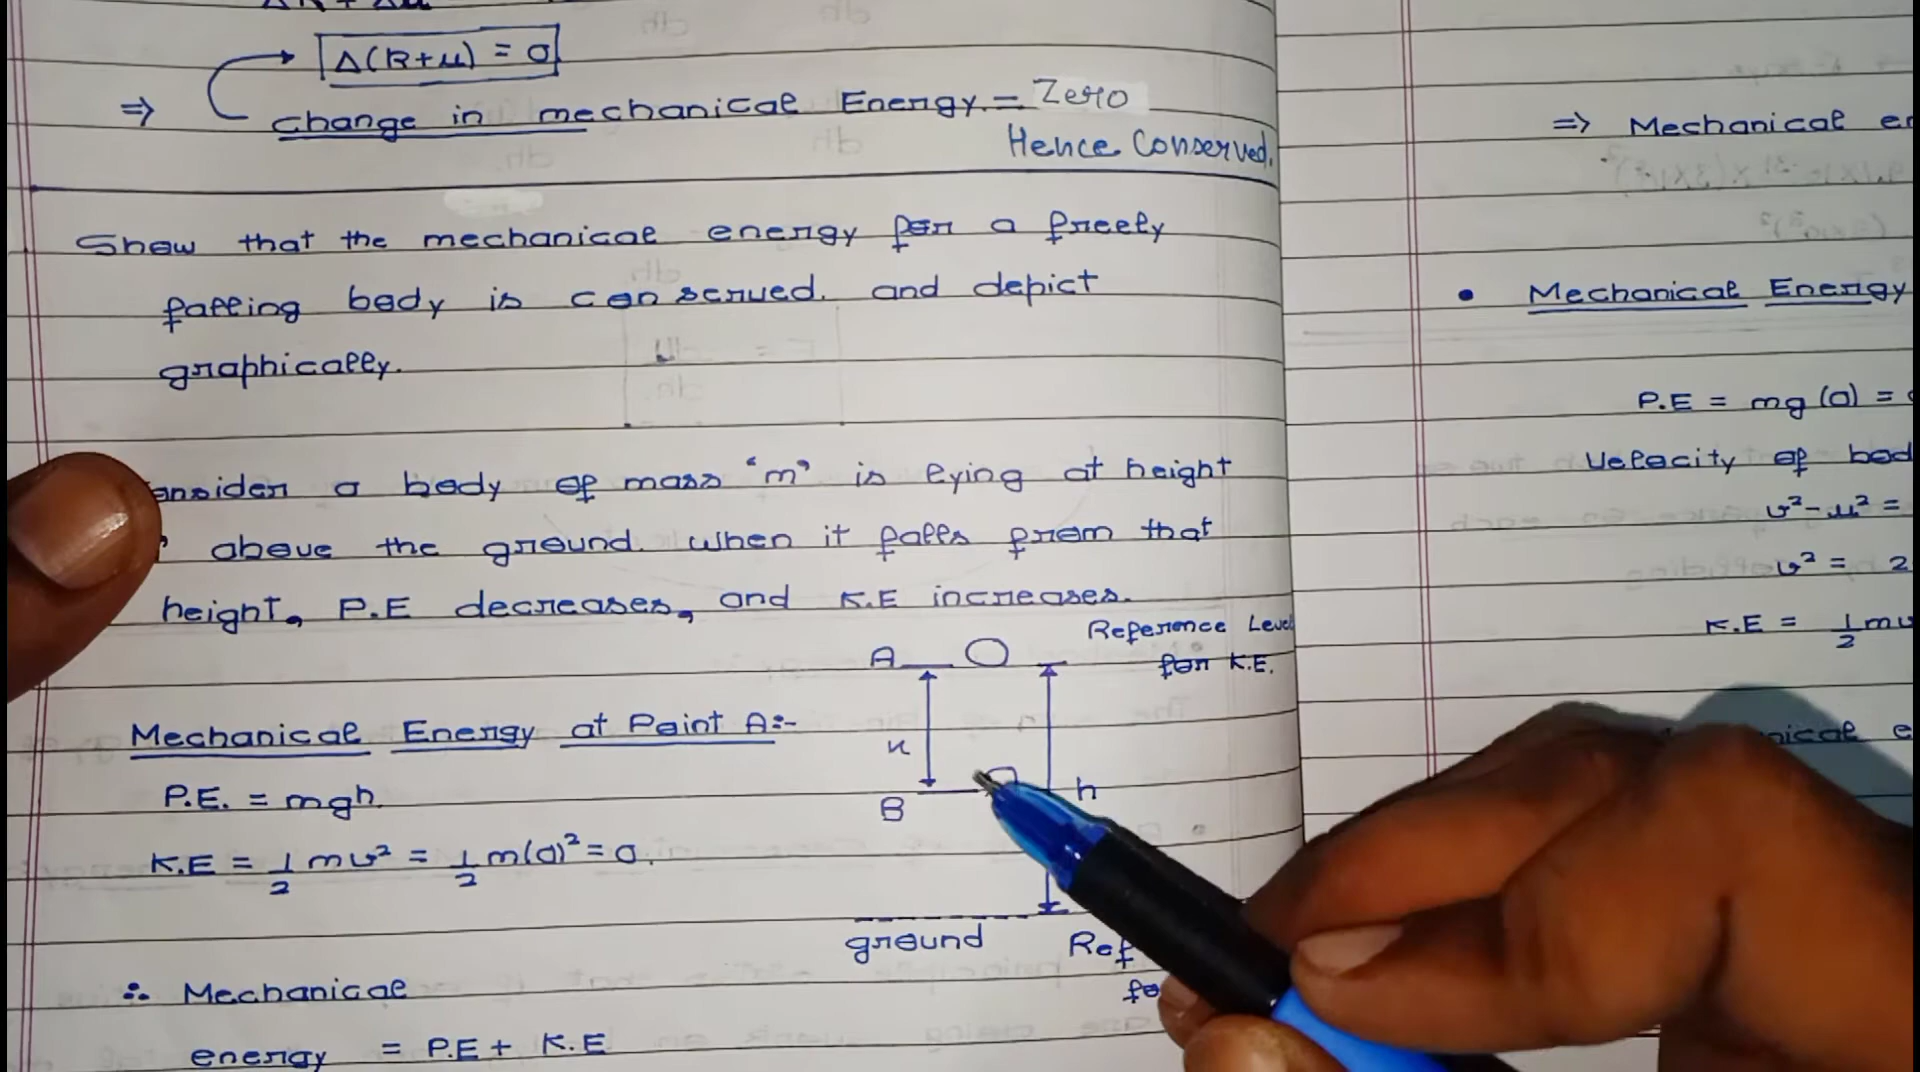 Δ(K+u) = 0
⇒ change in mechanical Energy. = Zero
Hence Conserved.
Show that the mechanical energy for a freely
falling body is conserved. and depict
graphically.
a body of mass 'm' is lying at height
above the ground. When it falls from that
height, P.E decreases, and K.E increases.
Reference Level
for K.E.
A
x
B
h
ground
Mechanical Energy at Point A:-
P.E. = mgh
K.E = 1/2 mv² = 1/2 m(0)² = 0.
∴ Mechanical
energy = P.E + K.E
⇒ Mechanical
• Mechanical Energy
P.E = mg (0) =
Velocity of
v² - u² =
v² = 2
K.E = 1/2